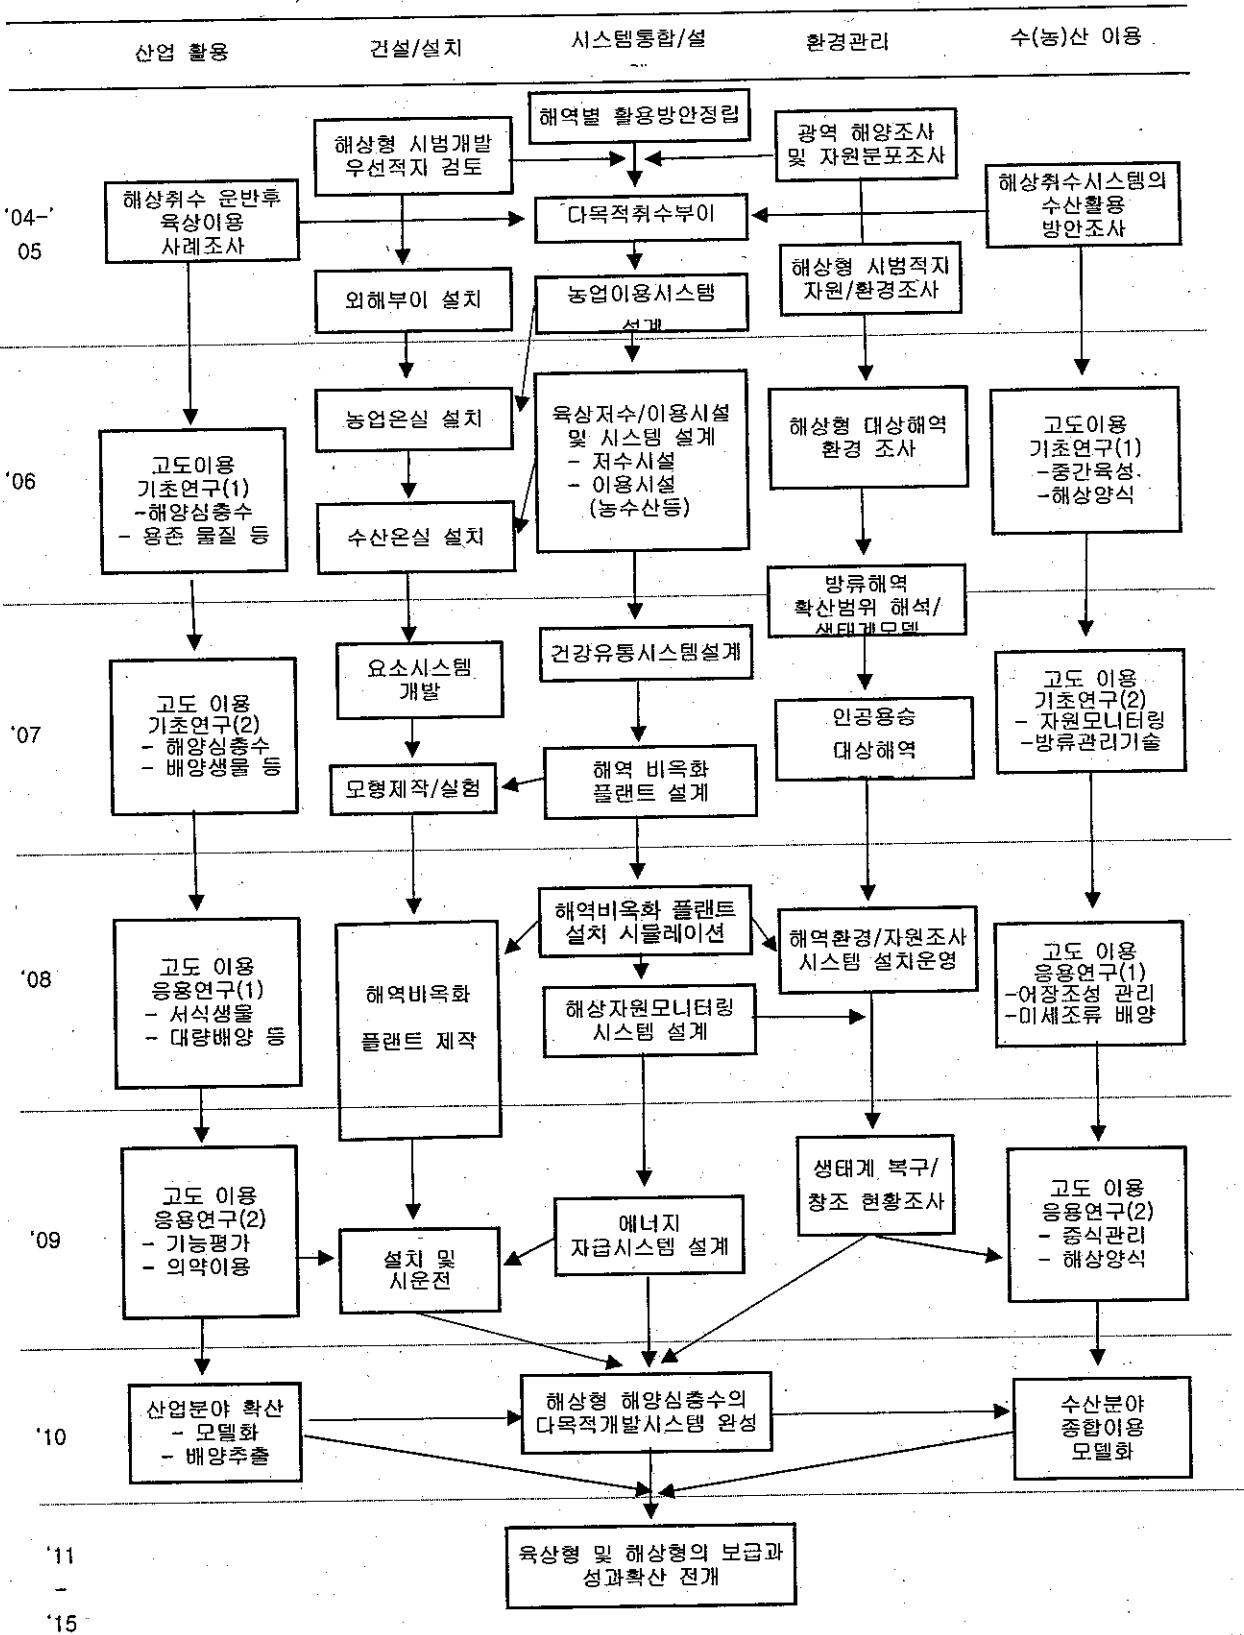 산업 활용
건설/설치
시스템통합/설
환경관리
수(농)산 이용
'04-'
05
해상취수 운반후
육상이용
사례조사
해상형 시범개발
우선적자 검토
해역별 활용방안정립
다목적취수부이
광역 해양조사
및 자원분포조사
해상취수시스템의
수산활용
방안조사
외해부이 설치
농업이용시스템
설계
해상형 시범적지
자원/환경조사
'06
고도이용
기초연구(1)
-해양심층수
- 용존 물질 등
농업온실 설치
수산온실 설치
육상저수/이용시설
및 시스템 설계
- 저수시설
- 이용시설
(농수산등)
해상형 대상해역
환경 조사
방류해역
확산범위 해석/
생태계모델
고도이용
기초연구(1)
-중간육성.
-해상양식
'07
고도 이용
기초연구(2)
- 해양심층수
- 배양생물 등
요소시스템
개발
모형제작/실험
건강유통시스템설계
해역 비옥화
플랜트 설계
인공용승
대상해역
고도 이용
기초연구(2)
- 자원모니터링
-방류관리기술
'08
고도 이용
응용연구(1)
- 서식생물
- 대량배양 등
해역비옥화
플랜트 제작
해역비옥화 플랜트
설치 시뮬레이션
해상자원모니터링
시스템 설계
해역환경/자원조사
시스템 설치운영
고도 이용
응용연구(1)
-어장조성 관리
-미세조류 배양
'09
고도 이용
응용연구(2)
- 기능평가
- 의약이용
설치 및
시운전
에너지
자급시스템 설계
생태계 복구/
창조 현황조사
고도 이용
응용연구(2)
- 증식관리
- 해상양식
'10
산업분야 확산
- 모델화
- 배양추출
해상형 해양심층수의
다목적개발시스템 완성
수산분야
종합이용
모델화
'11
-
'15
육상형 및 해상형의 보급과
성과확산 전개